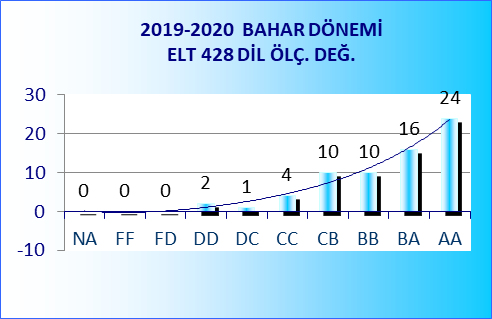 2019-2020 BAHAR DÖNEMİ
ELT 428 DİL ÖLÇ. DEĞ.
30
20
10
0
-10
0 0 0 2 1 4 10 10 16 24
NA FF FD DD DC CC CB BB BA AA